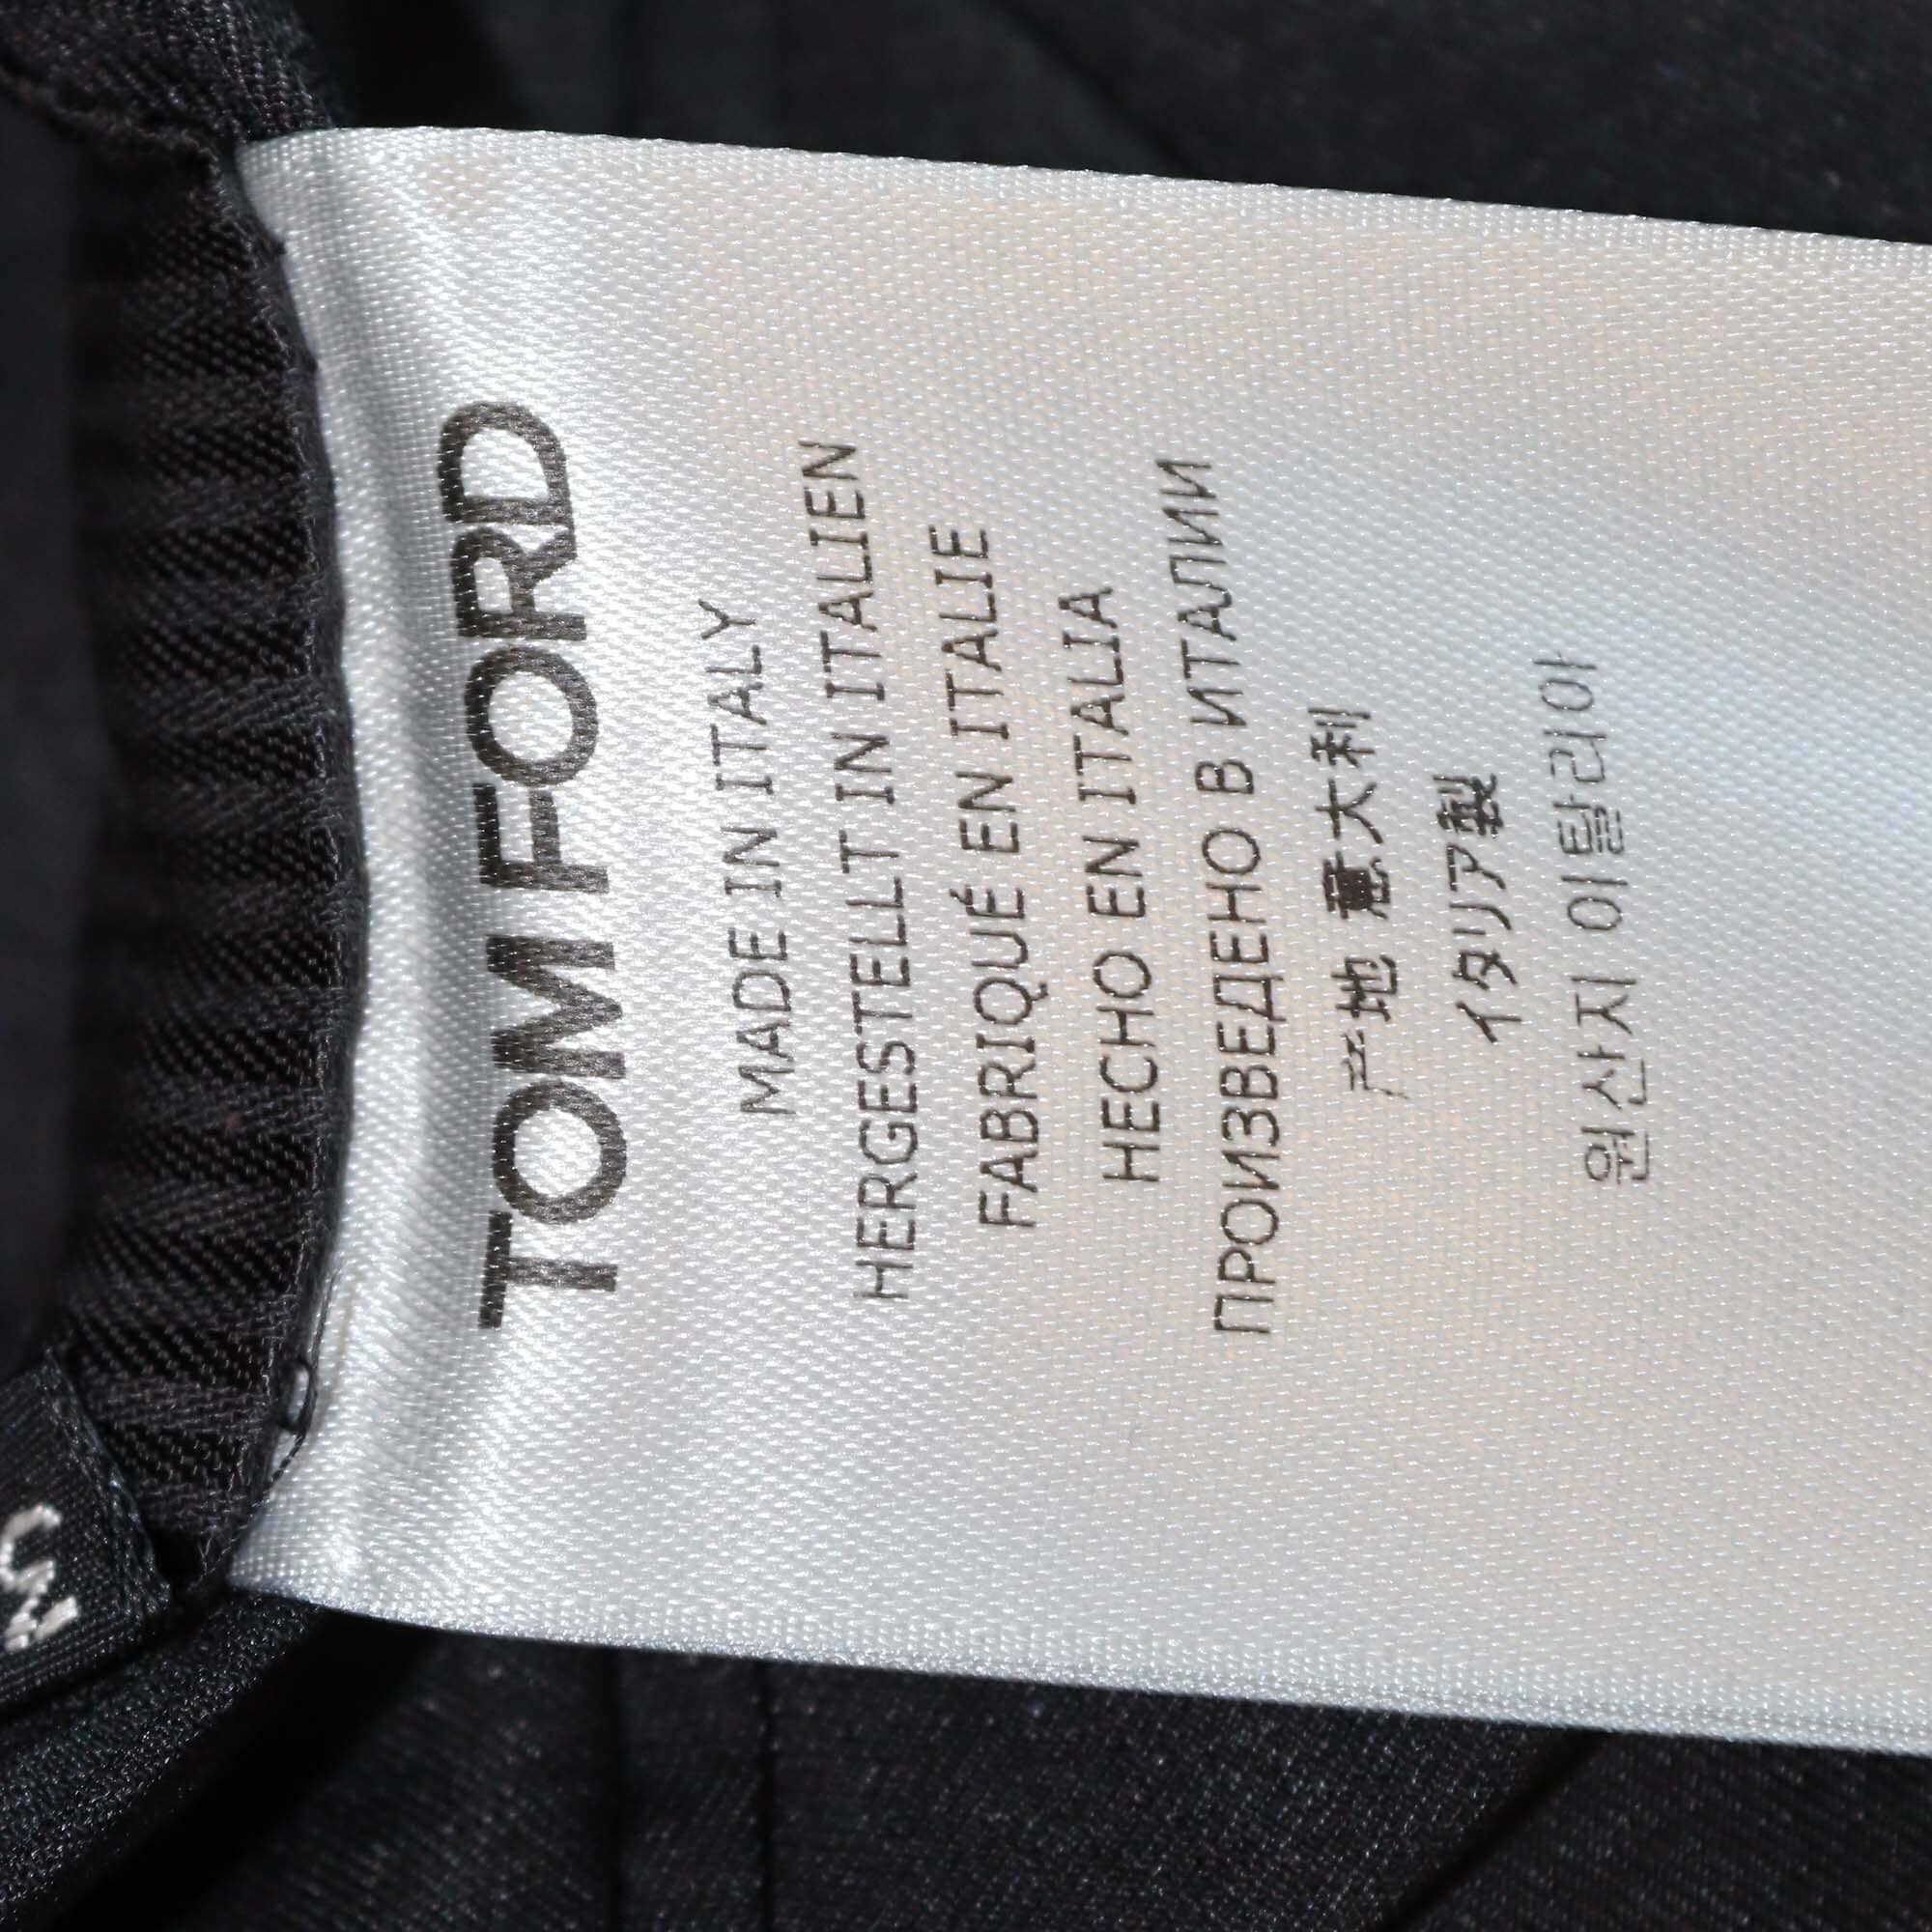 TOM FORD
MADE IN ITALY
HERGESTELLT IN ITALIEN
FABRIQUÉ EN ITALIE
HECHO EN ITALIA
ПРОИЗВЕДЕНО В ИТАЛИИ
产地 意大利
イタリア製
원산지 이탈리아